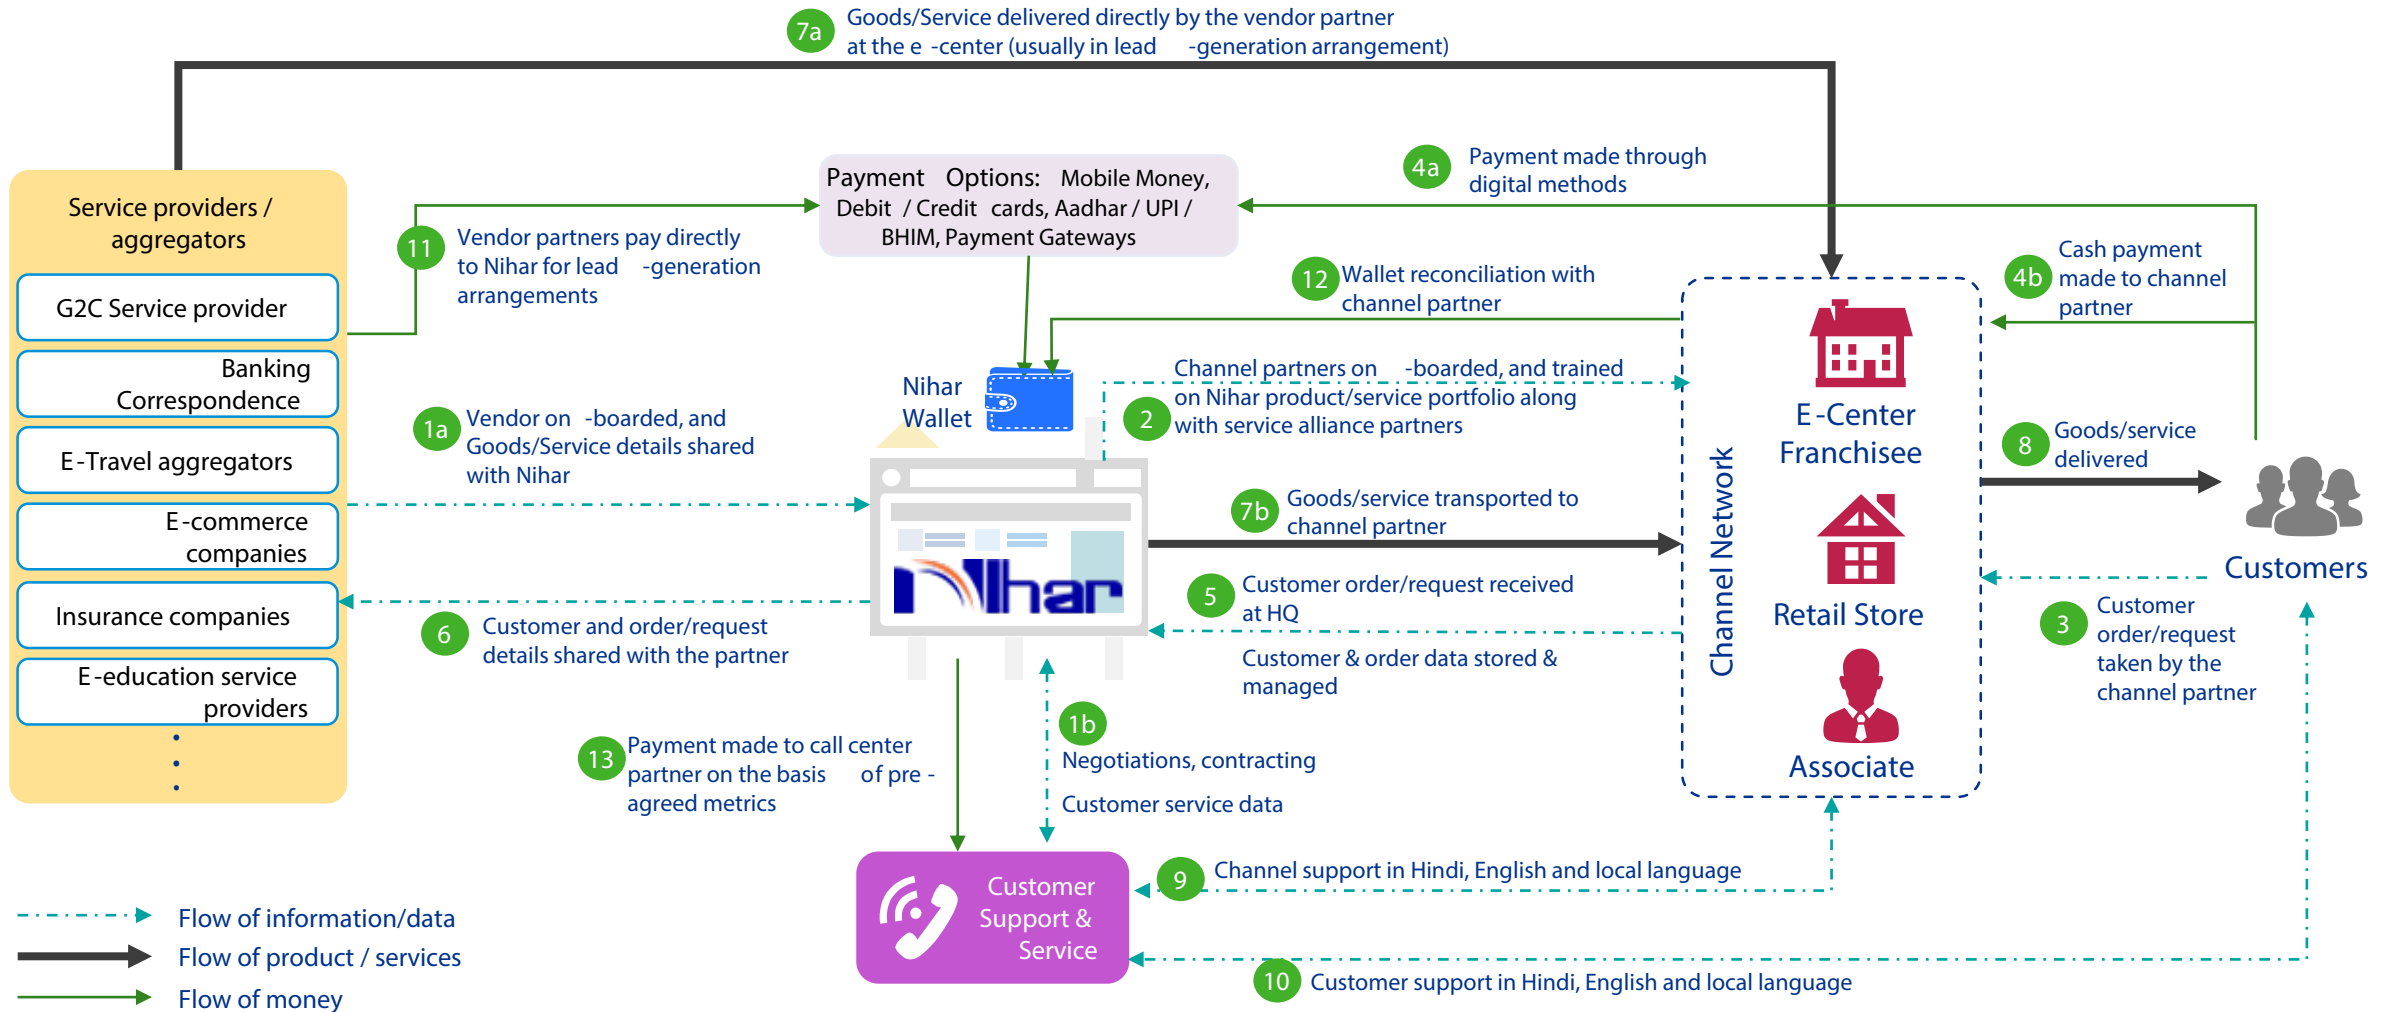 7a
Goods/Service delivered directly by the vendor partner
at the e -center (usually in lead -generation arrangement)
Service providers /
aggregators
G2C Service provider
Banking
Correspondence
E-Travel aggregators
E-commerce
companies
Insurance companies
E-education service
providers
11
Vendor partners pay directly
to Nihar for lead -generation
arrangements
Payment Options: Mobile Money,
Debit / Credit cards, Aadhar / UPI /
BHIM, Payment Gateways
4a
Payment made through
digital methods
12
Wallet reconciliation with
channel partner
4b
Cash payment
made to channel
partner
1a
Vendor on -boarded, and
Goods/Service details shared
with Nihar
Nihar
Wallet
2
Channel partners on -boarded, and trained
on Nihar product/service portfolio along
with service alliance partners
7b
Goods/service transported to
channel partner
Nihar
5
Customer order/request received
at HQ
Customer & order data stored &
managed
6
Customer and order/request
details shared with the partner
Channel Network
E-Center
Franchisee
Retail Store
Associate
8
Goods/service
delivered
Customers
3
Customer
order/request
taken by the
channel partner
13
Payment made to call center
partner on the basis of pre -
agreed metrics
1b
Negotiations, contracting
Customer service data
Customer
Support &
Service
9
Channel support in Hindi, English and local language
10
Customer support in Hindi, English and local language
Flow of information/data
Flow of product / services
Flow of money